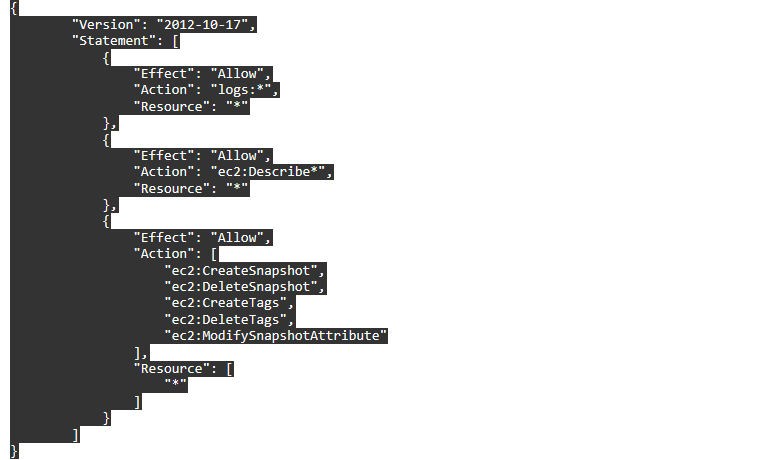 {
        "Version": "2012-10-17",
        "Statement": [
            {
                "Effect": "Allow",
                "Action": "logs:*",
                "Resource": "*"
            },
            {
                "Effect": "Allow",
                "Action": "ec2:Describe*",
                "Resource": "*"
            },
            {
                "Effect": "Allow",
                "Action": [
                    "ec2:CreateSnapshot",
                    "ec2:DeleteSnapshot",
                    "ec2:CreateTags",
                    "ec2:DeleteTags",
                    "ec2:ModifySnapshotAttribute"
                ],
                "Resource": [
                    "*"
                ]
            }
        ]
}